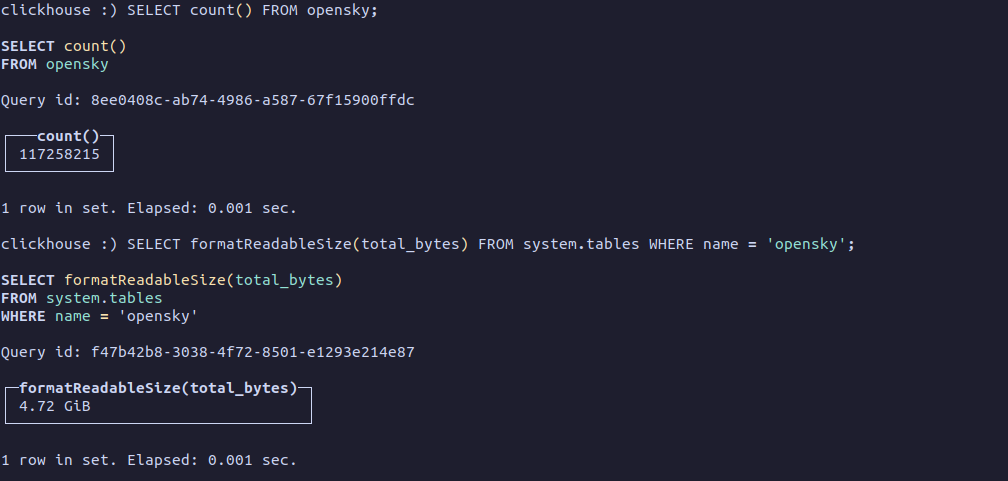 clickhouse :) SELECT count() FROM opensky;
SELECT count()
FROM opensky
Query id: 8ee0408c-ab74-4986-a587-67f15900ffdc
count()
117258215
1 row in set. Elapsed: 0.001 sec.
clickhouse :) SELECT formatReadableSize(total_bytes) FROM system.tables WHERE name = 'opensky';
SELECT formatReadableSize(total_bytes)
FROM system.tables
WHERE name = 'opensky'
Query id: f47b42b8-3038-4f72-8501-e1293e214e87
formatReadableSize(total_bytes)
4.72 GiB
1 row in set. Elapsed: 0.001 sec.